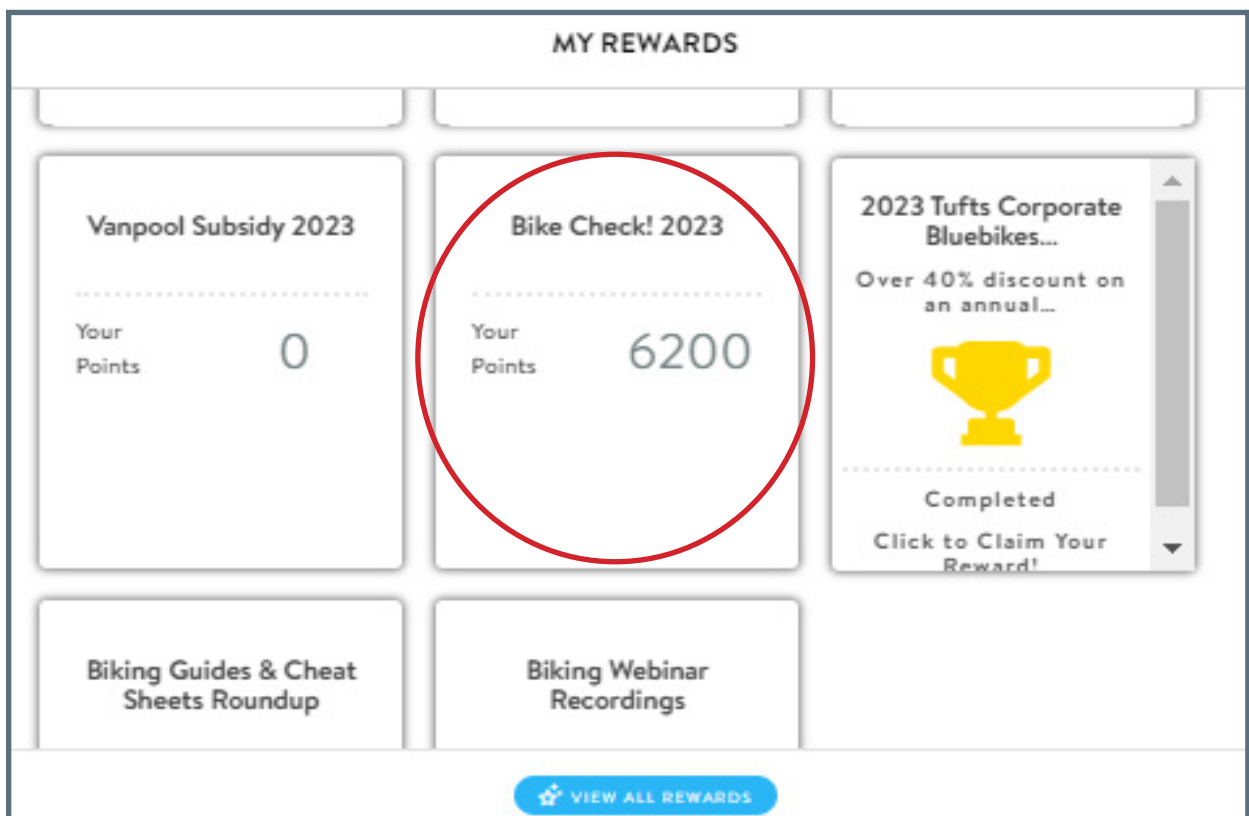 MY REWARDS
Vanpool Subsidy 2023
Your
Points
0
Bike Check! 2023
Your
Points
6200
2023 Tufts Corporate
Bluebikes...
Over 40% discount on
an annual...
Completed
Click to Claim Your
Reward!
Biking Guides & Cheat
Sheets Roundup
Biking Webinar
Recordings
VIEW ALL REWARDS